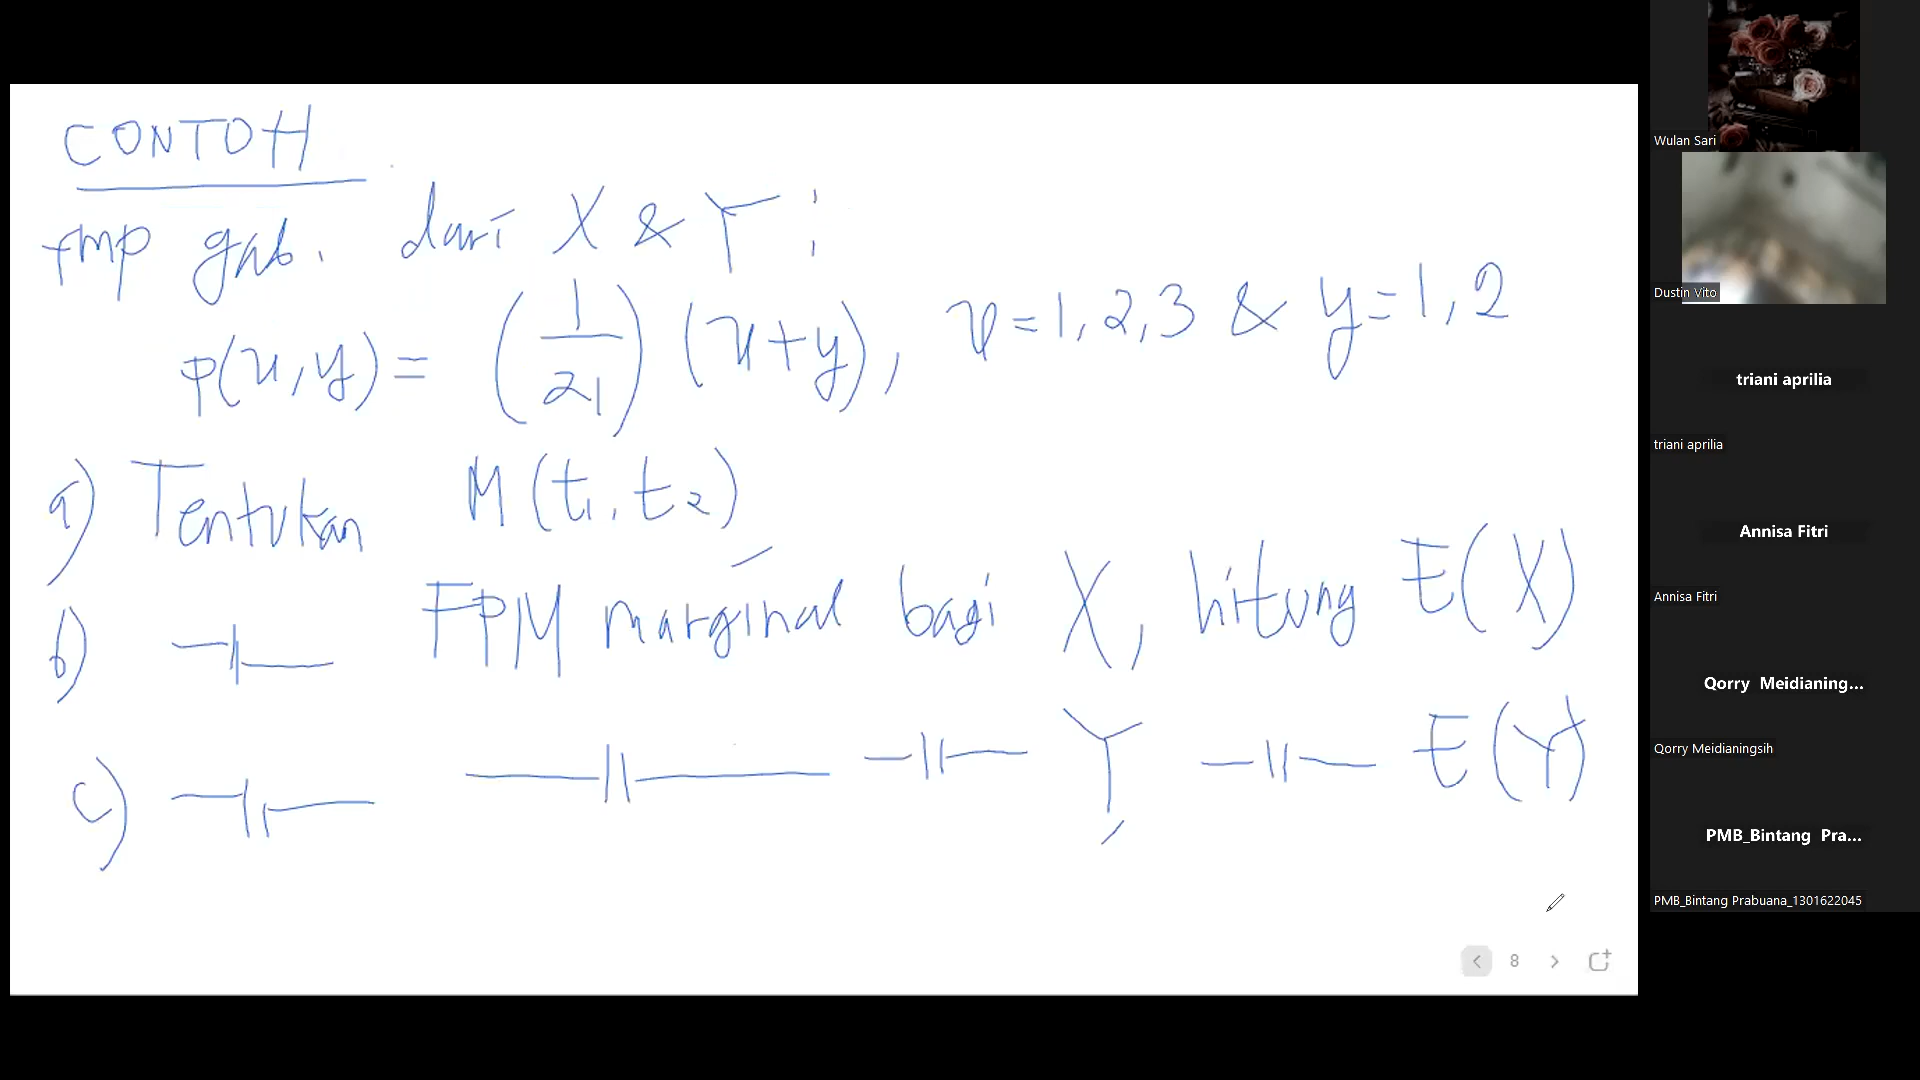 CONTOH
fmp gab. dari X & Y :
p(x,y) = (1/21) (x+y), x=1,2,3 & y=1,2
a) Tentukan M(t1, t2)
b) —||— FPM marginal bagi X, hitung E(X)
c) —||— —||— —||— Y, —||— E(Y)
8
Wulan Sari
Dustin Vito
triani aprilia
triani aprilia
Annisa Fitri
Annisa Fitri
Qorry Meidianing...
Qorry Meidianingsih
PMB_Bintang Pra...
PMB_Bintang Prabuana_1301622045